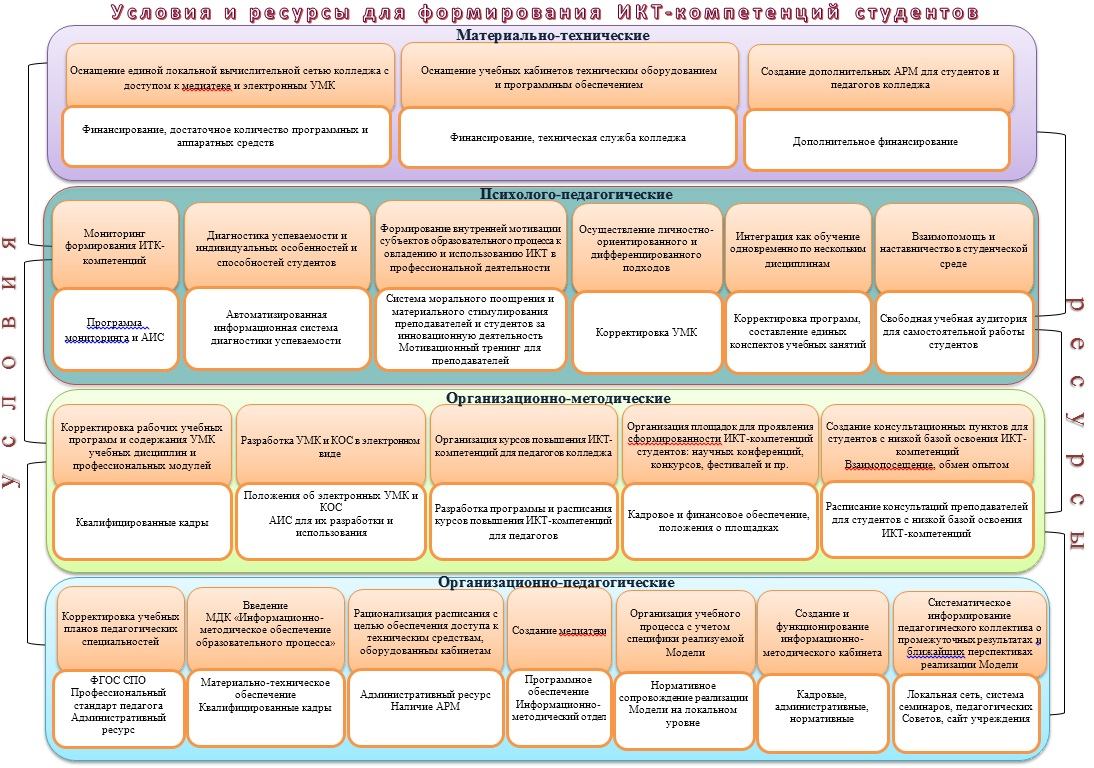 Условия и ресурсы для формирования ИКТ-компетенций студентов
Материально-технические
Оснащение единой локальной вычислительной сетью колледжа с
доступом к медиатеке и электронным УМК
Оснащение учебных кабинетов техническим оборудованием
и программным обеспечением
Создание дополнительных АРМ для студентов и
педагогов колледжа
Финансирование, достаточное количество программных и
аппаратных средств
Финансирование, техническая служба колледжа
Дополнительное финансирование
Психолого-педагогические
Мониторинг
формирования ИТК-
компетенций
Диагностика успеваемости и
индивидуальных особенностей и
способностей студентов
Формирование внутренней мотивации
субъектов образовательного процесса к
овладению и использованию ИКТ в
профессиональной деятельности
Осуществление личностно-
ориентированного и
дифференцированного
подходов
Интеграция как обучение
одновременно по нескольким
дисциплинам
Взаимопомощь и
наставничество в студенческой
среде
Программа
мониторинга и АИС
Автоматизированная
информационная система
диагностики успеваемости
Система морального поощрения и
материального стимулирования
преподавателей и студентов за
инновационную деятельность
Мотивационный тренинг для
преподавателей
Корректировка УМК
Корректировка программ,
составление единых
конспектов учебных занятий
Свободная учебная аудитория
для самостоятельной работы
студентов
Организационно-методические
Корректировка рабочих учебных
программ и содержания УМК
учебных дисциплин и
профессиональных модулей
Разработка УМК и КОС в электронном
виде
Организация курсов повышения ИКТ-
компетенций для педагогов колледжа
Организация площадок для проявления
сформированности ИКТ-компетенций
студентов: научных конференций,
конкурсов, фестивалей и пр.
Создание консультационных пунктов для
студентов с низкой базой освоения ИКТ-
компетенций
Взаимопосещение, обмен опытом
Квалифицированные кадры
Положения об электронных УМК и
КОС
АИС для их разработки и
использования
Разработка программы и расписания
курсов повышения ИКТ-компетенций
для педагогов
Кадровое и финансовое обеспечение,
положения о площадках
Расписание консультаций преподавателей
для студентов с низкой базой освоения
ИКТ-компетенций
Организационно-педагогические
Корректировка учебных
планов педагогических
специальностей
Введение
МДК «Информационно-
методическое обеспечение
образовательного процесса»
Рационализация расписания с
целью обеспечения доступа к
техническим средствам,
оборудованным кабинетам
Создание медиатеки
Организация учебного
процесса с учетом
специфики реализуемой
Модели
Создание и
функционирование
информационно-
методического кабинета
Систематическое
информирование
педагогического коллектива о
промежуточных результатах и
ближайших перспективах
реализации Модели
ФГОС СПО
Профессиональный
стандарт педагога
Административный
ресурс
Материально-техническое
обеспечение
Квалифицированные кадры
Административный ресурс
Наличие АРМ
Программное
обеспечение
Информационно-
методический отдел
Нормативное
сопровождение реализации
Модели на локальном
уровне
Кадровые,
административные,
нормативные
Локальная сеть, система
семинаров, педагогических
Советов, сайт учреждения
условия
ресурсы